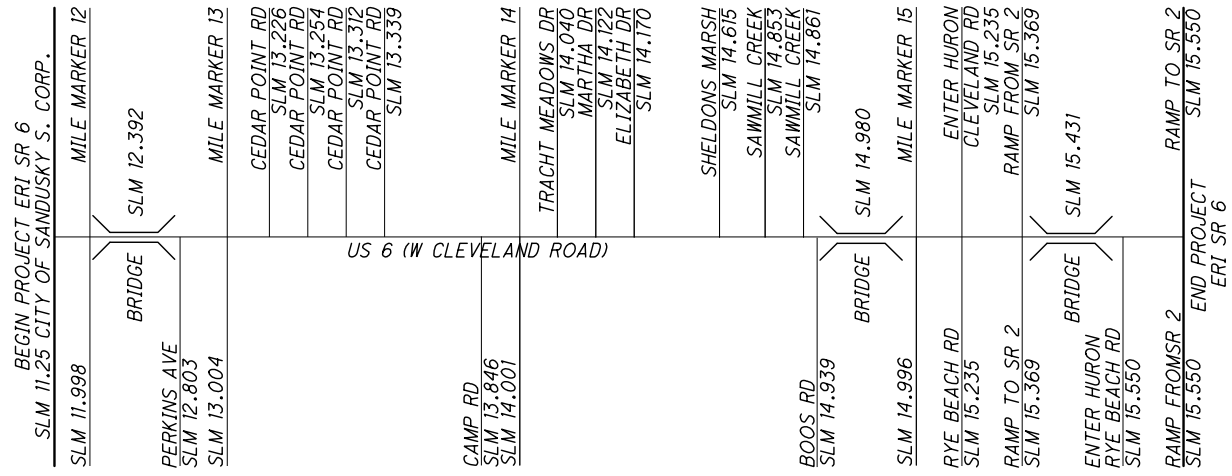 BEGIN PROJECT ERI SR 6
SLM 11.25 CITY OF SANDUSKY S. CORP.
MILE MARKER 12
SLM 11.998
BRIDGE
SLM 12.392
PERKINS AVE
SLM 12.803
MILE MARKER 13
SLM 13.004
CEDAR POINT RD
SLM 13.226
CEDAR POINT RD
SLM 13.254
CEDAR POINT RD
SLM 13.312
CEDAR POINT RD
SLM 13.339
US 6 (W CLEVELAND ROAD)
CAMP RD
SLM 13.846
MILE MARKER 14
SLM 14.001
TRACHT MEADOWS DR
SLM 14.040
MARTHA DR
SLM 14.122
ELIZABETH DR
SLM 14.170
SHELDONS MARSH
SLM 14.615
SAWMILL CREEK
SLM 14.853
SAWMILL CREEK
SLM 14.861
BOOS RD
SLM 14.939
BRIDGE
SLM 14.980
MILE MARKER 15
SLM 14.996
ENTER HURON
CLEVELAND RD
SLM 15.235
RYE BEACH RD
SLM 15.235
RAMP FROM SR 2
SLM 15.369
RAMP TO SR 2
SLM 15.369
BRIDGE
SLM 15.431
ENTER HURON
RYE BEACH RD
SLM 15.550
RAMP TO SR 2
SLM 15.550
RAMP FROMSR 2
SLM 15.550
END PROJECT
ERI SR 6